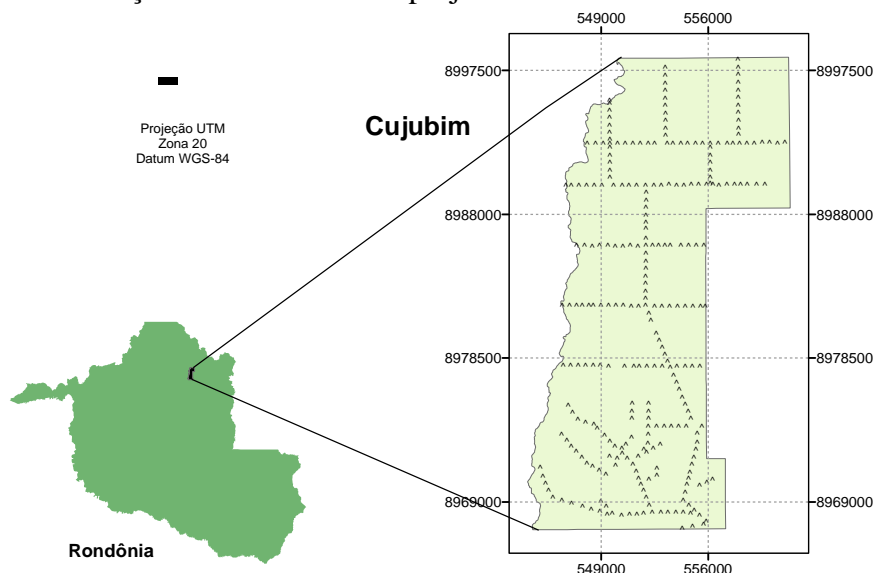 549000 556000
8997500 8997500
Projeção UTM
Zona 20
Datum WGS-84
Cujubim
8988000 8988000
8978500 8978500
8969000 8969000
Rondônia
549000 556000